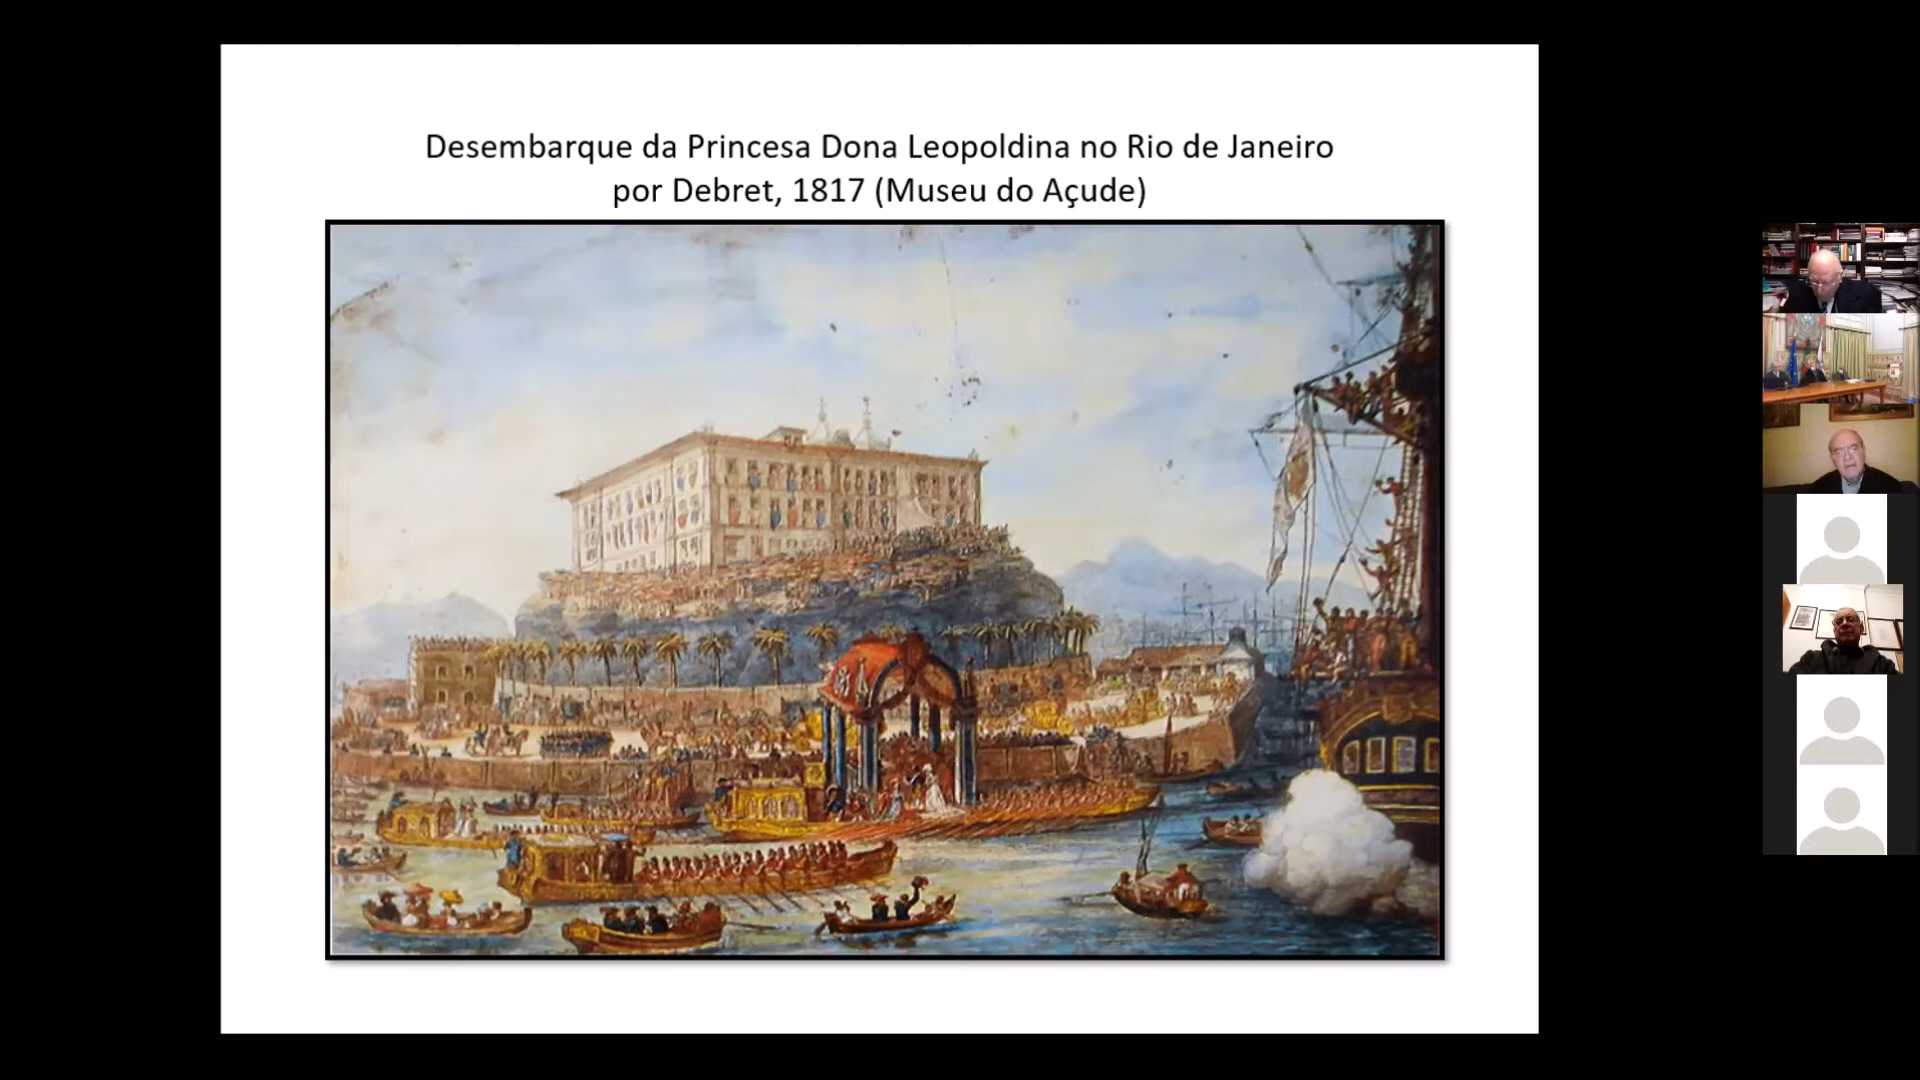 Desembarque da Princesa Dona Leopoldina no Rio de Janeiro
por Debret, 1817 (Museu do Açude)